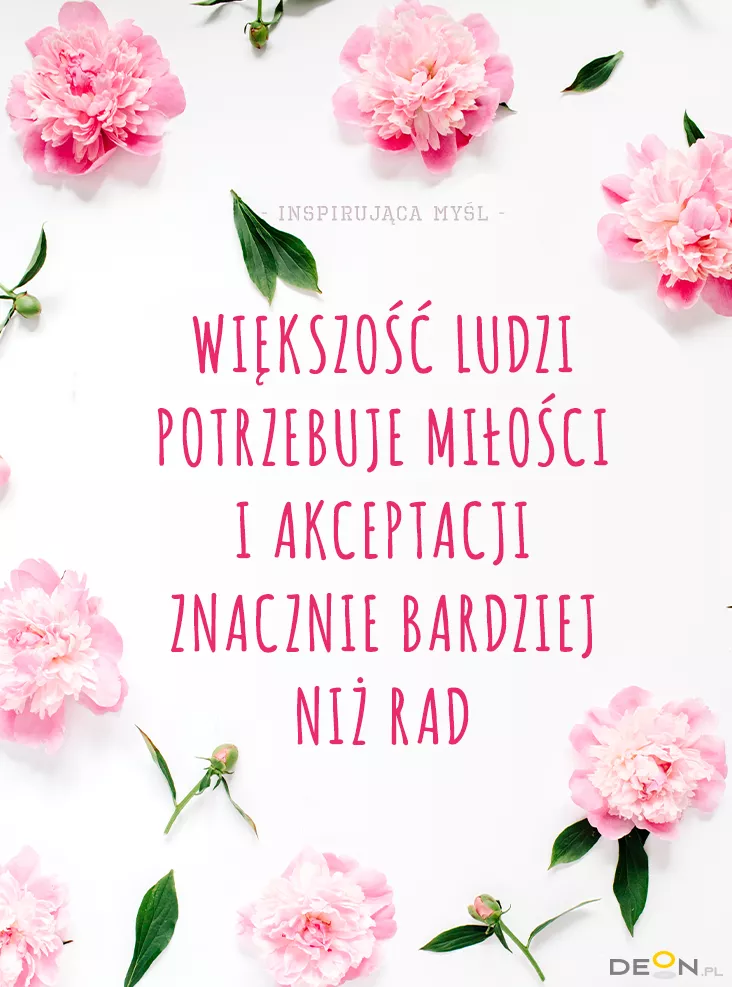 - INSPIRUJĄCA MYŚL -
WIĘKSZOŚĆ LUDZI
POTRZEBUJE MIŁOŚCI
I AKCEPTACJI
ZNACZNIE BARDZIEJ
NIŻ RAD
DEON.PL